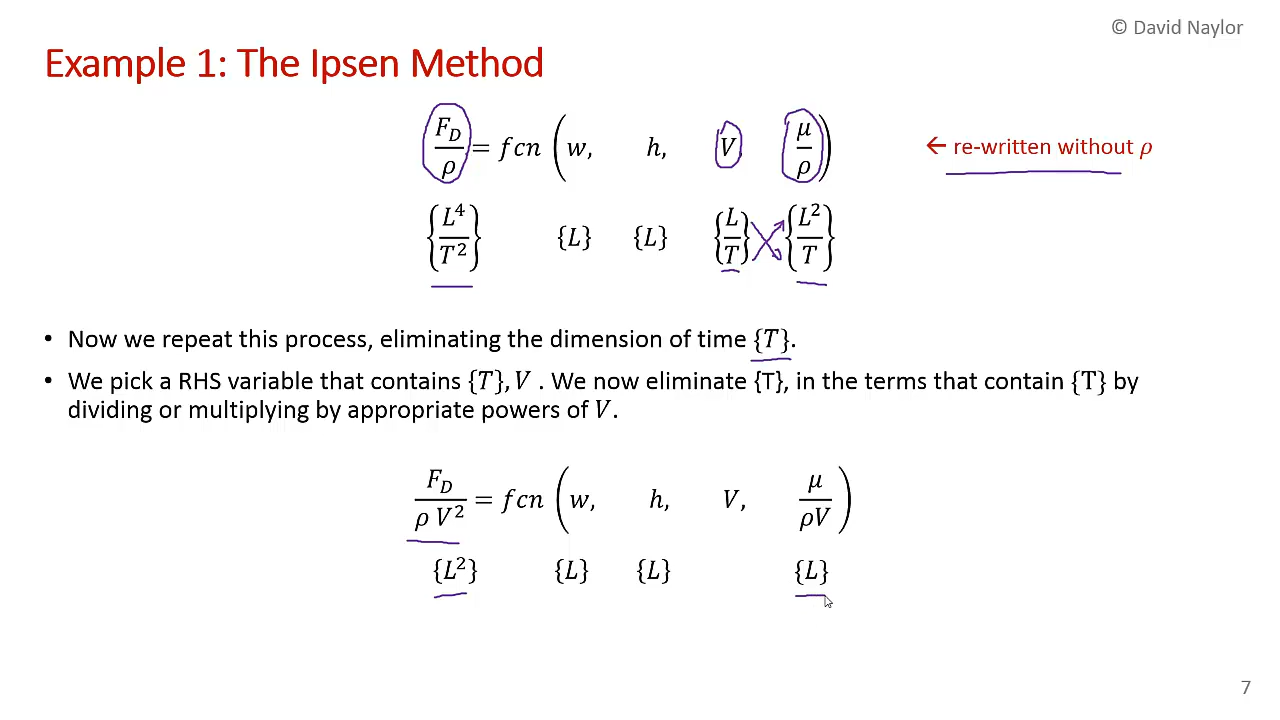 © David Naylor
Example 1: The Ipsen Method
F_D/ρ = fcn (w, h, V μ/ρ)
← re-written without ρ
{L⁴/T²} {L} {L} {L/T} {L²/T}
• Now we repeat this process, eliminating the dimension of time {T}.
• We pick a RHS variable that contains {T}, V . We now eliminate {T}, in the terms that contain {T} by
dividing or multiplying by appropriate powers of V.
F_D/(ρ V²) = fcn (w, h, V, μ/(ρV))
{L²} {L} {L} {L}
7